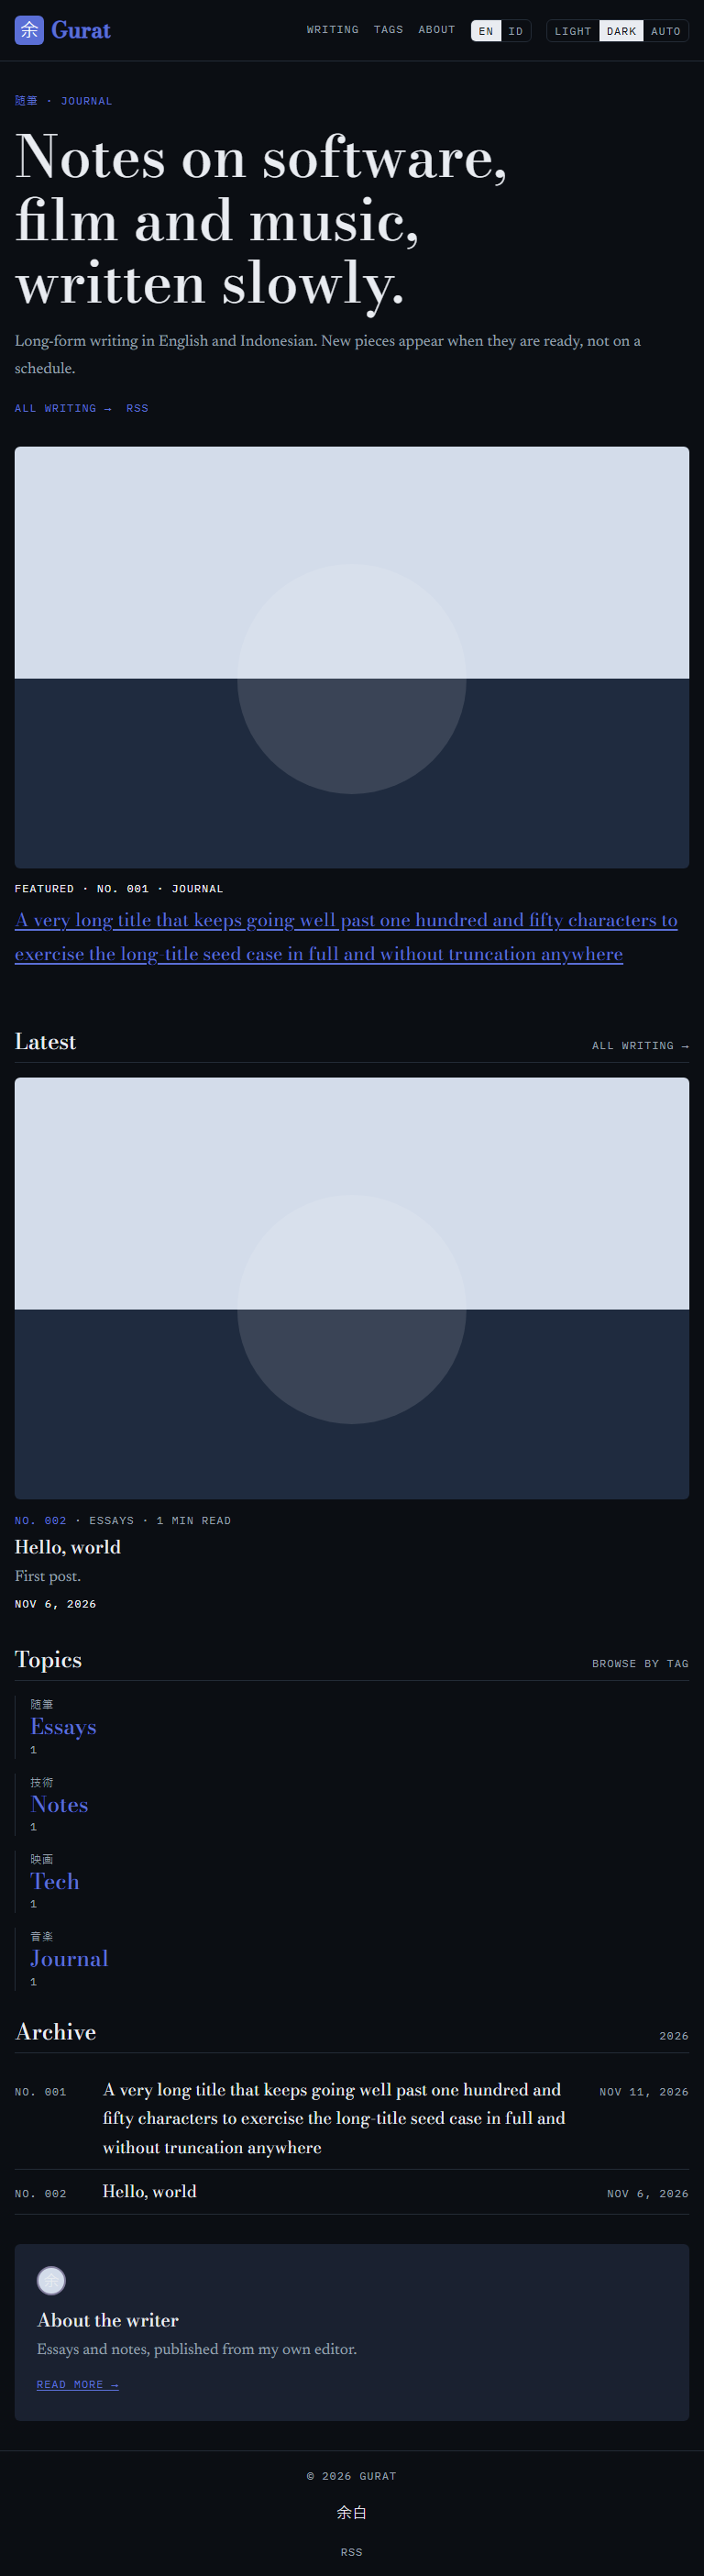 余 Gurat
WRITING TAGS ABOUT EN ID LIGHT DARK AUTO
随筆 · JOURNAL
Notes on software,
film and music,
written slowly.
Long-form writing in English and Indonesian. New pieces appear when they are ready, not on a
schedule.
ALL WRITING → RSS
FEATURED · NO. 001 · JOURNAL
A very long title that keeps going well past one hundred and fifty characters to
exercise the long-title seed case in full and without truncation anywhere
Latest ALL WRITING →
NO. 002 · ESSAYS · 1 MIN READ
Hello, world
First post.
NOV 6, 2026
Topics BROWSE BY TAG
随筆
Essays
1
技術
Notes
1
映画
Tech
1
音楽
Journal
1
Archive 2026
NO. 001 A very long title that keeps going well past one hundred and NOV 11, 2026
fifty characters to exercise the long-title seed case in full and
without truncation anywhere
NO. 002 Hello, world NOV 6, 2026
余
About the writer
Essays and notes, published from my own editor.
READ MORE →
© 2026 GURAT
余白
RSS